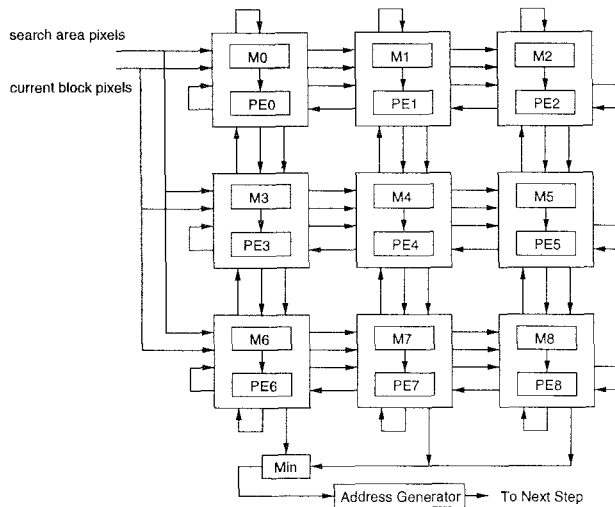 search area pixels
current block pixels
M0
M1
M2
PE0
PE1
PE2
M3
M4
M5
PE3
PE4
PE5
M6
M7
M8
PE6
PE7
PE8
Min
Address Generator
To Next Step